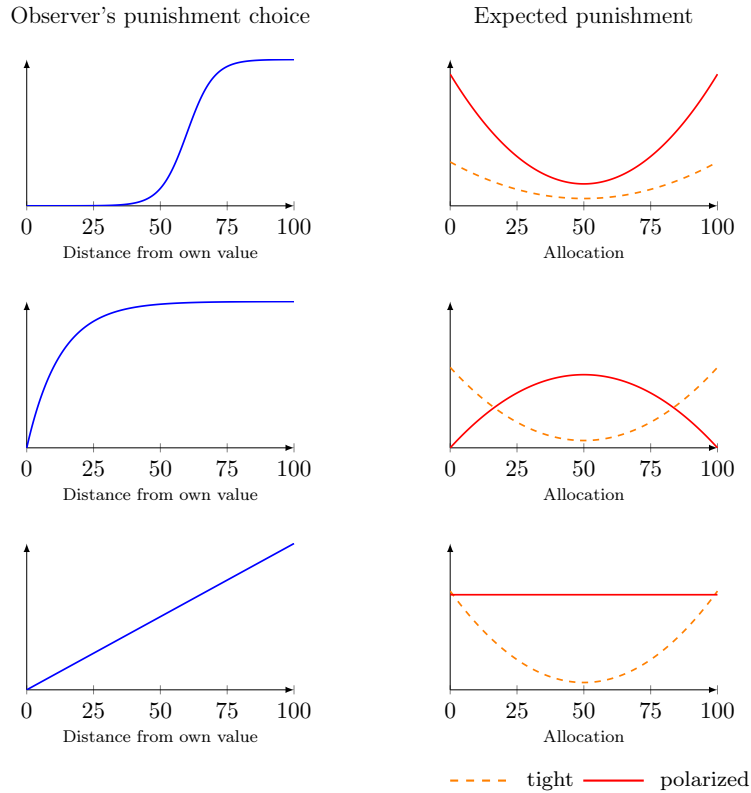 Observer's punishment choice
Expected punishment
0 25 50 75 100
Distance from own value
0 25 50 75 100
Allocation
0 25 50 75 100
Distance from own value
0 25 50 75 100
Allocation
0 25 50 75 100
Distance from own value
0 25 50 75 100
Allocation
tight polarized